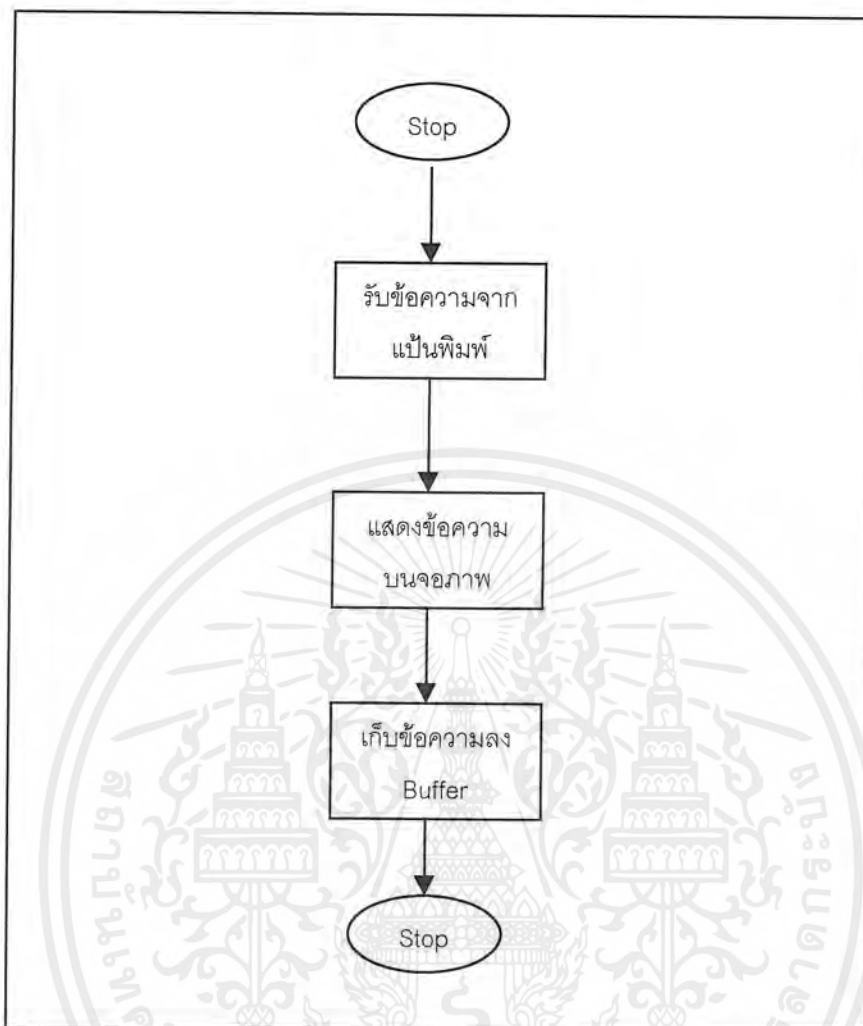 Stop
รับข้อความจาก
แป้นพิมพ์
แสดงข้อความ
บนจอภาพ
เก็บข้อความลง
Buffer
Stop